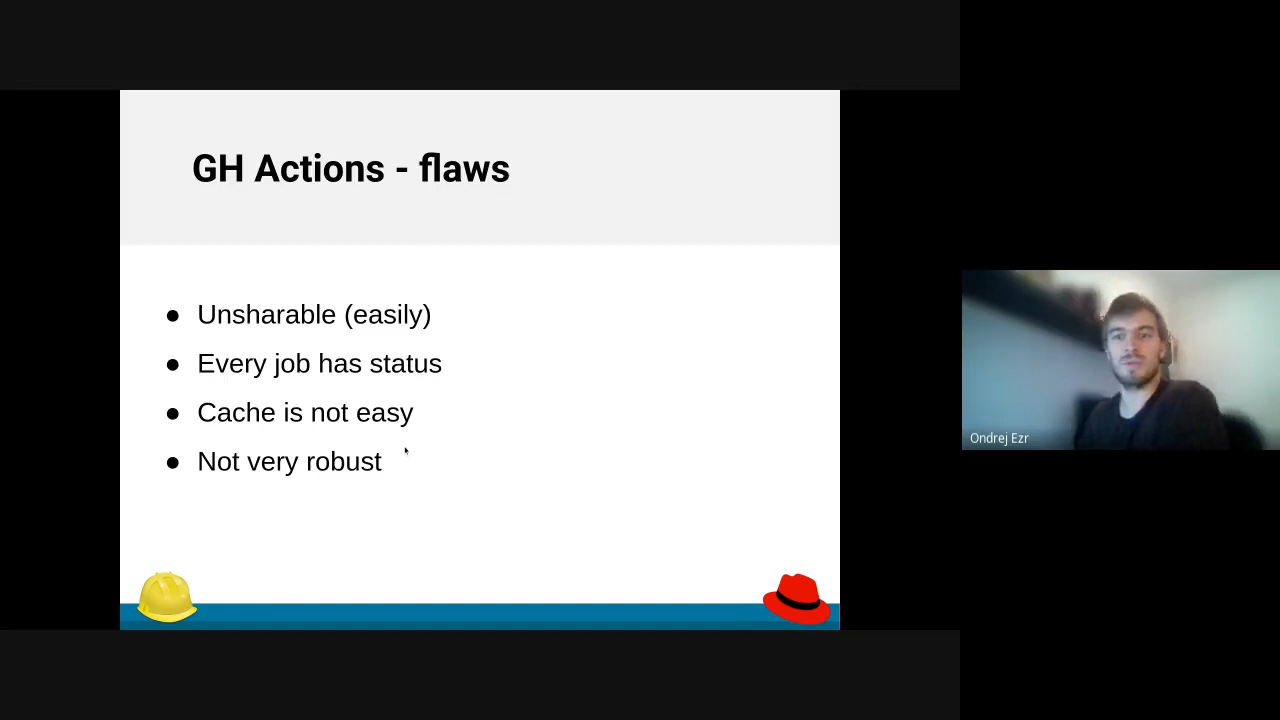 GH Actions - flaws
● Unsharable (easily)
● Every job has status
● Cache is not easy
● Not very robust
Ondrej Ezr